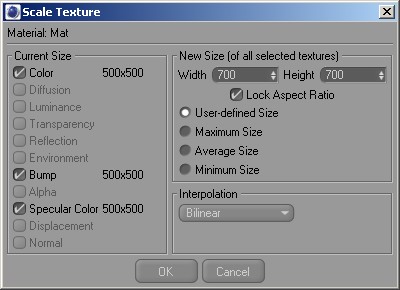 Scale Texture
Material: Mat
Current Size
Color 500x500
Diffusion
Luminance
Transparency
Reflection
Environment
Bump 500x500
Alpha
Specular Color 500x500
Displacement
Normal
New Size (of all selected textures)
Width 700 Height 700
Lock Aspect Ratio
User-defined Size
Maximum Size
Average Size
Minimum Size
Interpolation
Bilinear
OK Cancel